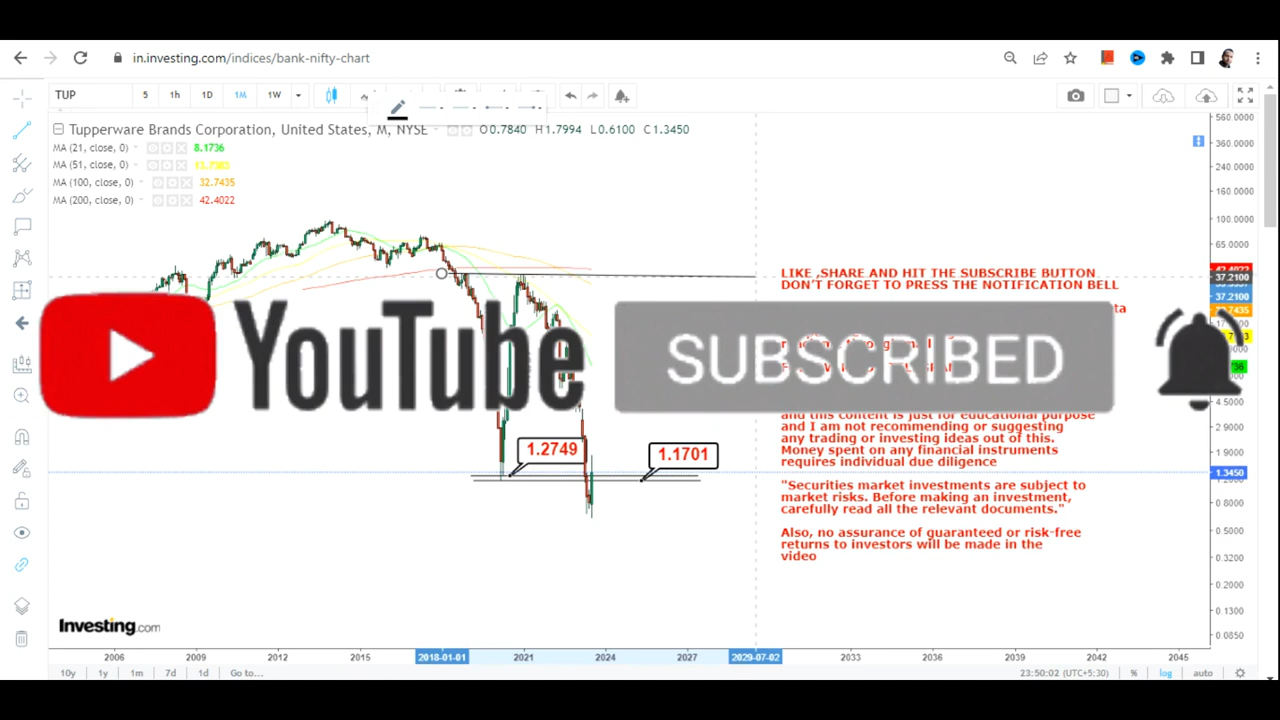 in.investing.com/indices/bank-nifty-chart
TUP 5 1h 1D 1M 1W
Tupperware Brands Corporation, United States, M, NYSE O0.7840 H1.7994 L0.6100 C1.3450
MA (21, close, 0) 8.1736
MA (51, close, 0)
MA (100, close, 0) 32.7435
MA (200, close, 0) 42.4022
560.0000
360.0000
240.0000
160.0000
100.0000
65.0000
37.2100
37.2100
LIKE ,SHARE AND HIT THE SUBSCRIBE BUTTON
DON'T FORGET TO PRESS THE NOTIFICATION BELL
YouTube SUBSCRIBED
4.5000
2.9000
1.9000
1.3450
0.8000
0.5000
0.3200
0.2000
0.1300
0.0850
and this content is just for educational purpose
and I am not recommending or suggesting
any trading or investing ideas out of this.
Money spent on any financial instruments
requires individual due diligence
"Securities market investments are subject to
market risks. Before making an investment,
carefully read all the relevant documents."
Also, no assurance of guaranteed or risk-free
returns to investors will be made in the
video
1.2749
1.1701
Investing.com
2006 2009 2012 2015 2018-01-01 2021 2024 2027 2029-07-02 2033 2036 2039 2042 2045
10y 1y 1m 7d 1d Go to... 23:50:02 (UTC+5:30) % log auto